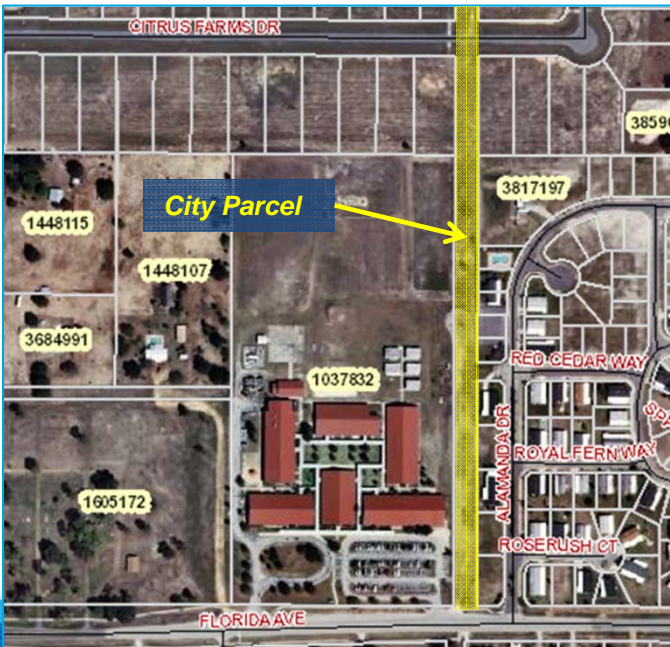 CITRUS FARMS DR
3817197
City Parcel
1448115
1448107
3684991
1037832
RED CEDAR WAY
ALAMANDA DR
ROYAL FERN WAY
1605172
ROSERUSH CT
FLORIDA AVE